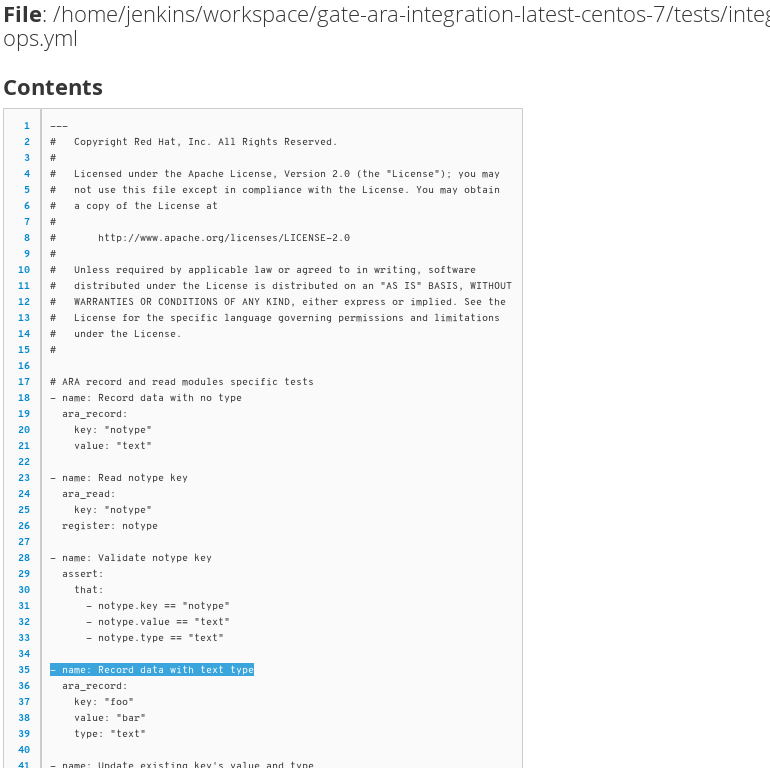 File: /home/jenkins/workspace/gate-ara-integration-latest-centos-7/tests/integ
ops.yml
Contents
1 ---
2 #   Copyright Red Hat, Inc. All Rights Reserved.
3 #
4 #   Licensed under the Apache License, Version 2.0 (the "License"); you may
5 #   not use this file except in compliance with the License. You may obtain
6 #   a copy of the License at
7 #
8 #       http://www.apache.org/licenses/LICENSE-2.0
9 #
10 #   Unless required by applicable law or agreed to in writing, software
11 #   distributed under the License is distributed on an "AS IS" BASIS, WITHOUT
12 #   WARRANTIES OR CONDITIONS OF ANY KIND, either express or implied. See the
13 #   License for the specific language governing permissions and limitations
14 #   under the License.
15 #
16
17 # ARA record and read modules specific tests
18 - name: Record data with no type
19   ara_record:
20     key: "notype"
21     value: "text"
22
23 - name: Read notype key
24   ara_read:
25     key: "notype"
26   register: notype
27
28 - name: Validate notype key
29   assert:
30     that:
31       - notype.key == "notype"
32       - notype.value == "text"
33       - notype.type == "text"
34
35 - name: Record data with text type
36   ara_record:
37     key: "foo"
38     value: "bar"
39     type: "text"
40
41 - name: Update existing key's value and type